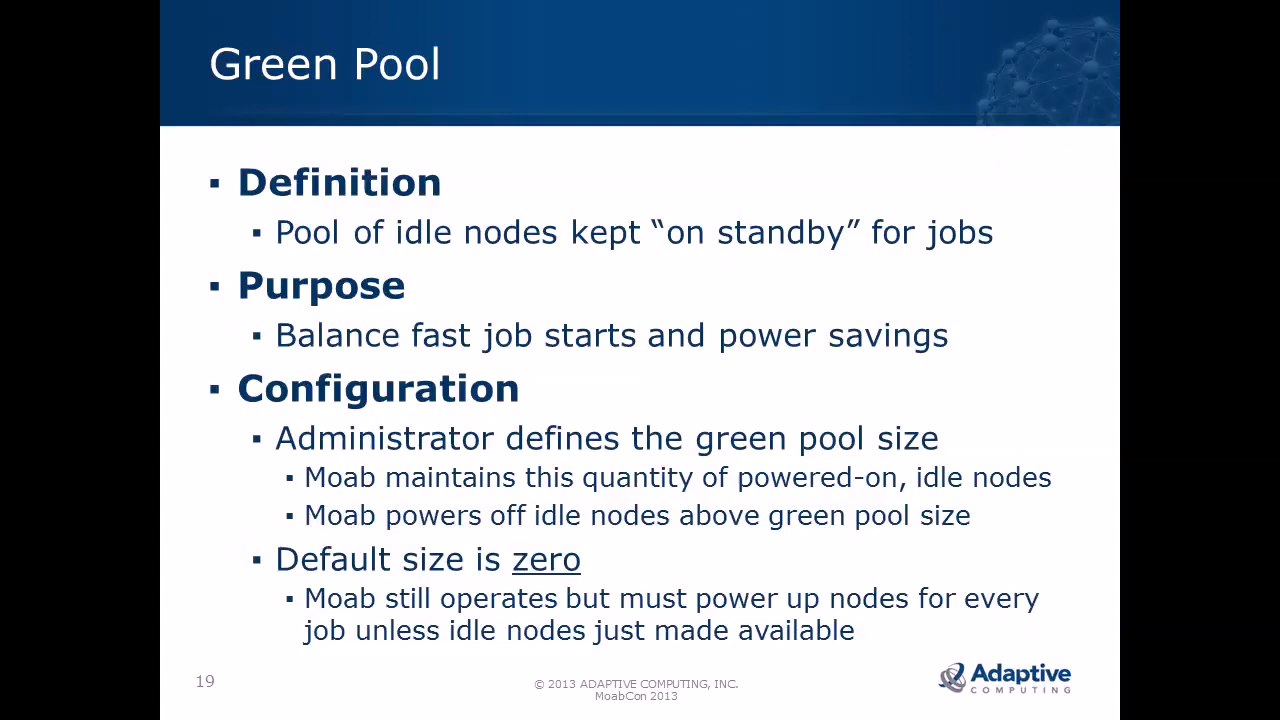 Green Pool
▪ Definition
▪ Pool of idle nodes kept “on standby” for jobs
▪ Purpose
▪ Balance fast job starts and power savings
▪ Configuration
▪ Administrator defines the green pool size
▪ Moab maintains this quantity of powered-on, idle nodes
▪ Moab powers off idle nodes above green pool size
▪ Default size is zero
▪ Moab still operates but must power up nodes for every
job unless idle nodes just made available
19
© 2013 ADAPTIVE COMPUTING, INC.
MoabCon 2013
Adaptive
COMPUTING